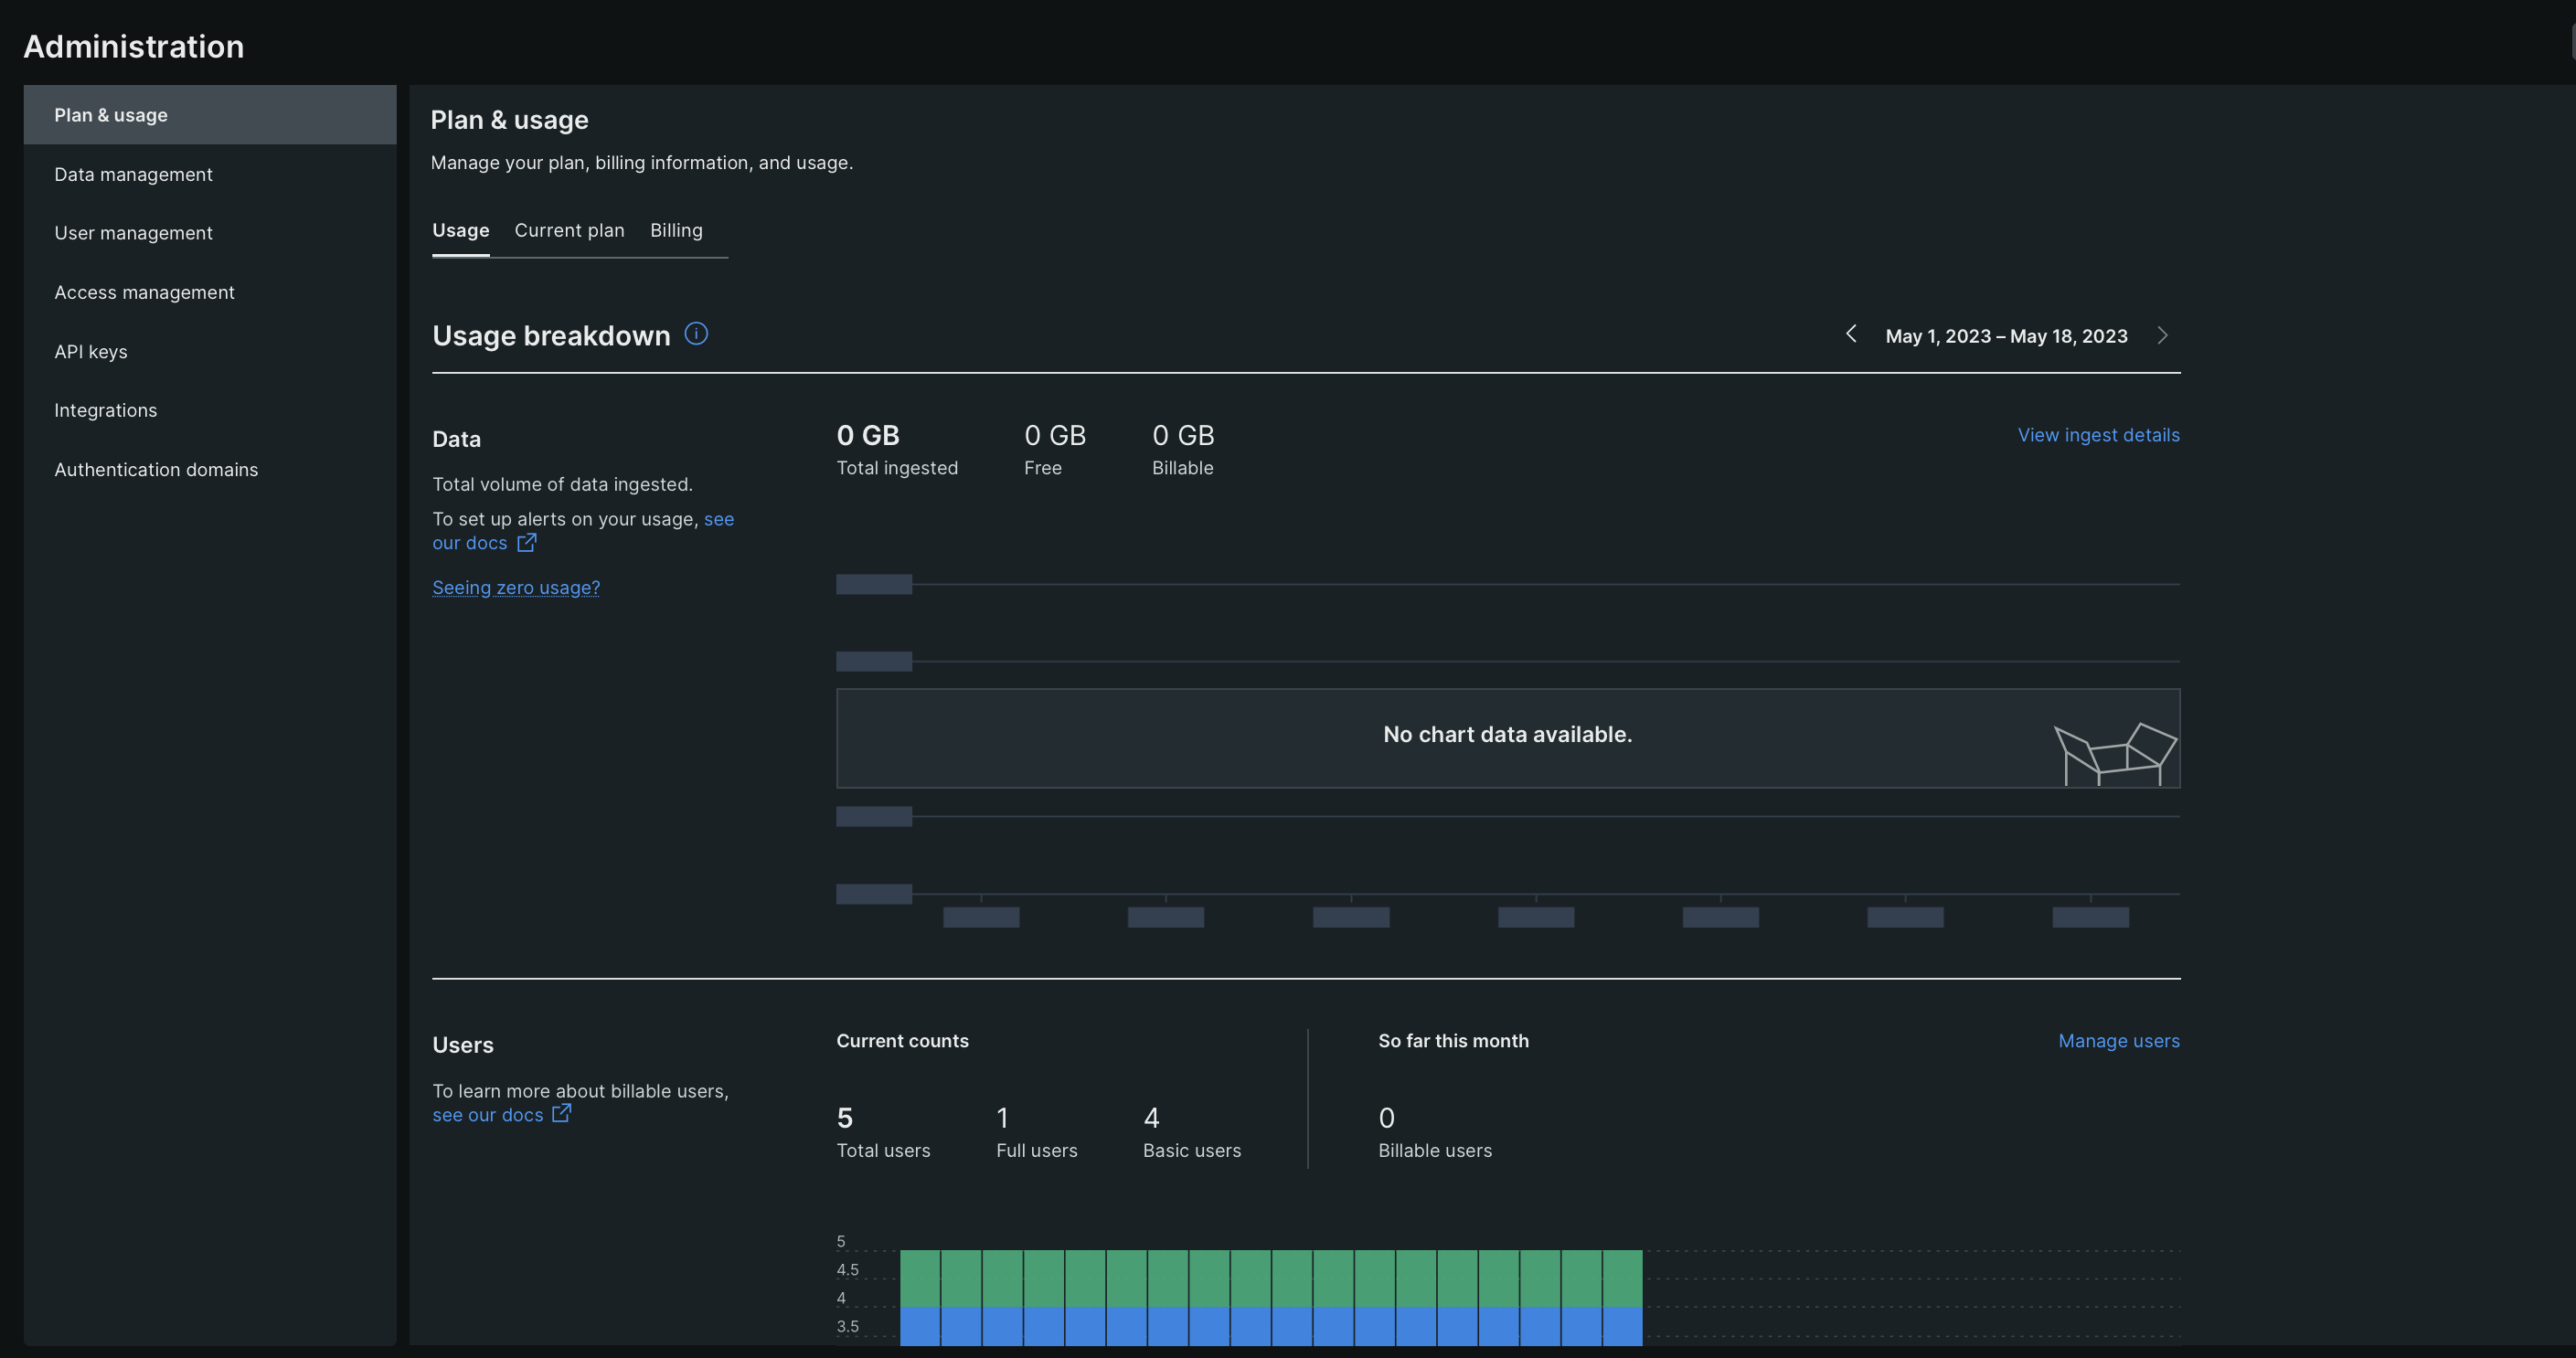 Administration
Plan & usage
Data management
User management
Access management
API keys
Integrations
Authentication domains
Plan & usage
Manage your plan, billing information, and usage.
Usage Current plan Billing
Usage breakdown
May 1, 2023 – May 18, 2023
Data
Total volume of data ingested.
To set up alerts on your usage, see
our docs
Seeing zero usage?
0 GB 0 GB 0 GB
Total ingested Free Billable
View ingest details
No chart data available.
Users
To learn more about billable users,
see our docs
Current counts
5 1 4
Total users Full users Basic users
So far this month
0
Billable users
Manage users
5
4.5
4
3.5